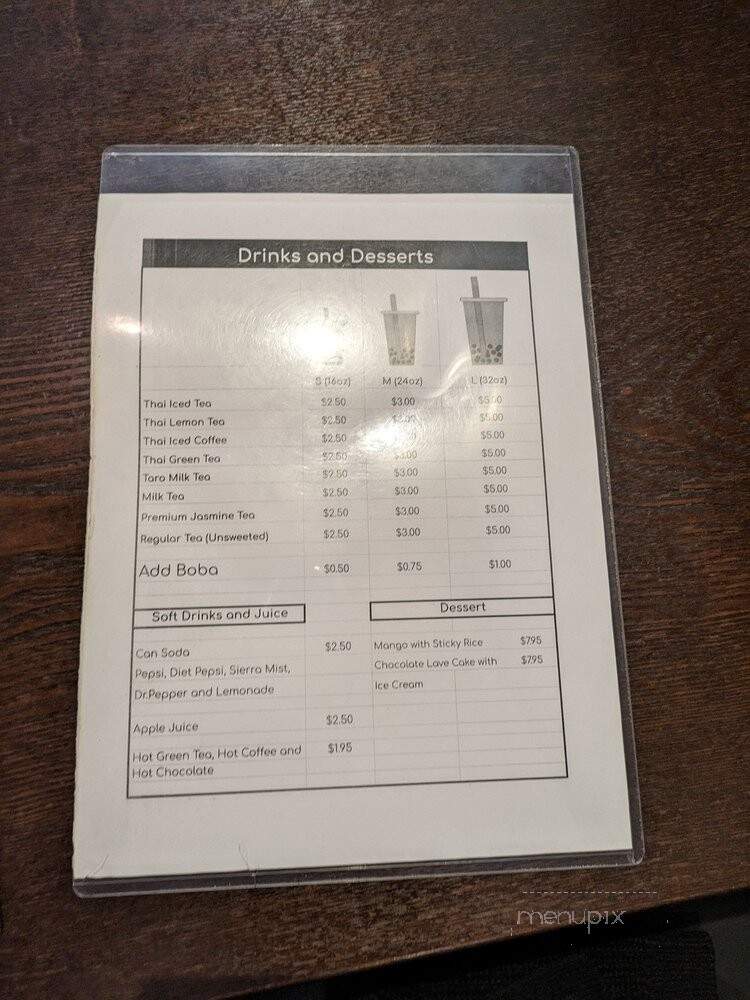 Drinks and Desserts
S (16oz) M (24oz) L (32oz)
Thai Iced Tea $2.50 $3.00 $5.00
Thai Lemon Tea $2.50 $5.00
Thai Iced Coffee $2.50 $5.00
Thai Green Tea $2.50 $3.00 $5.00
Taro Milk Tea $2.50 $3.00 $5.00
Milk Tea $2.50 $3.00 $5.00
Premium Jasmine Tea $2.50 $3.00 $5.00
Regular Tea (Unsweeted) $2.50 $3.00 $5.00
Add Boba $0.50 $0.75 $1.00
Soft Drinks and Juice
Can Soda $2.50
Pepsi, Diet Pepsi, Sierra Mist,
Dr.Pepper and Lemonade
Apple Juice $2.50
Hot Green Tea, Hot Coffee and $1.95
Hot Chocolate
Dessert
Mango with Sticky Rice $7.95
Chocolate Lave Cake with $7.95
Ice Cream
menupix